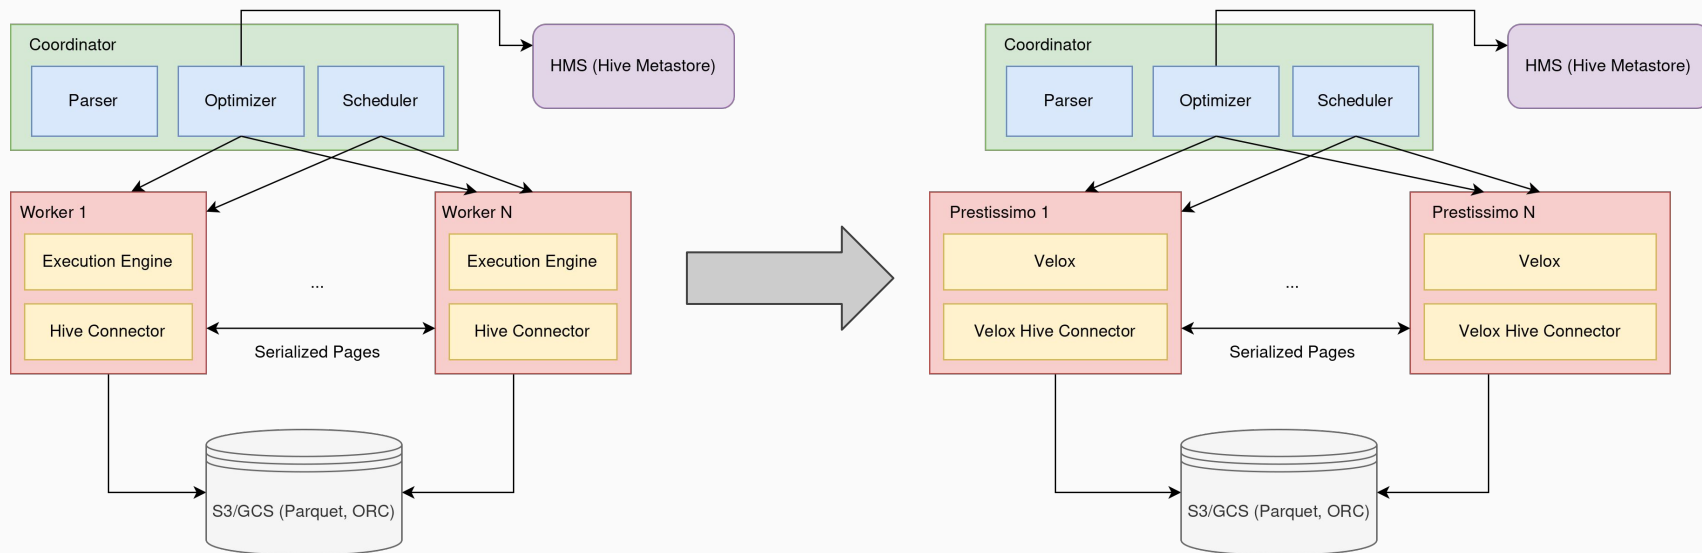 Coordinator
HMS (Hive Metastore)
Parser
Optimizer
Scheduler
Worker 1
Worker N
Execution Engine
Execution Engine
...
Hive Connector
Hive Connector
Serialized Pages
S3/GCS (Parquet, ORC)
Coordinator
HMS (Hive Metastore)
Parser
Optimizer
Scheduler
Prestissimo 1
Prestissimo N
Velox
Velox
...
Velox Hive Connector
Velox Hive Connector
Serialized Pages
S3/GCS (Parquet, ORC)